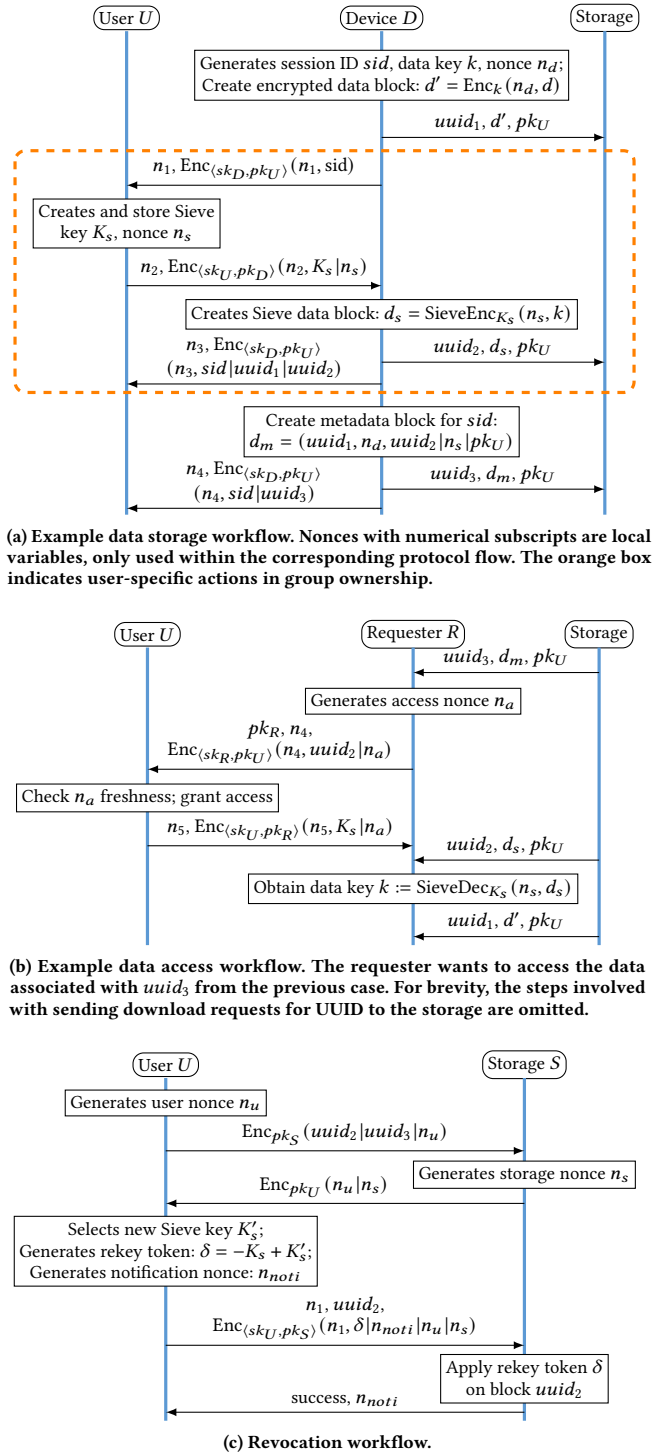 User U
Device D
Storage
Generates session ID sid, data key k, nonce n_d;
Create encrypted data block: d′ = Enc_k(n_d, d)
uuid_1, d′, pk_U
n_1, Enc_⟨sk_D,pk_U⟩(n_1, sid)
Creates and store Sieve
key K_s, nonce n_s
n_2, Enc_⟨sk_U,pk_D⟩(n_2, K_s|n_s)
Creates Sieve data block: d_s = SieveEnc_{K_s}(n_s, k)
n_3, Enc_⟨sk_D,pk_U⟩
(n_3, sid|uuid_1|uuid_2)
uuid_2, d_s, pk_U
Create metadata block for sid:
d_m = (uuid_1, n_d, uuid_2|n_s|pk_U)
n_4, Enc_⟨sk_D,pk_U⟩
(n_4, sid|uuid_3)
uuid_3, d_m, pk_U
(a) Example data storage workflow. Nonces with numerical subscripts are local
variables, only used within the corresponding protocol flow. The orange box
indicates user-specific actions in group ownership.
User U
Requester R
Storage
uuid_3, d_m, pk_U
Generates access nonce n_a
pk_R, n_4,
Enc_⟨sk_R,pk_U⟩(n_4, uuid_2|n_a)
Check n_a freshness; grant access
n_5, Enc_⟨sk_U,pk_R⟩(n_5, K_s|n_a)
uuid_2, d_s, pk_U
Obtain data key k := SieveDec_{K_s}(n_s, d_s)
uuid_1, d′, pk_U
(b) Example data access workflow. The requester wants to access the data
associated with uuid_3 from the previous case. For brevity, the steps involved
with sending download requests for UUID to the storage are omitted.
User U
Storage S
Generates user nonce n_u
Enc_{pk_S}(uuid_2|uuid_3|n_u)
Generates storage nonce n_s
Enc_{pk_U}(n_u|n_s)
Selects new Sieve key K′_s;
Generates rekey token: δ = −K_s + K′_s;
Generates notification nonce: n_noti
n_1, uuid_2,
Enc_⟨sk_U,pk_S⟩(n_1, δ|n_noti|n_u|n_s)
Apply rekey token δ
on block uuid_2
success, n_noti
(c) Revocation workflow.